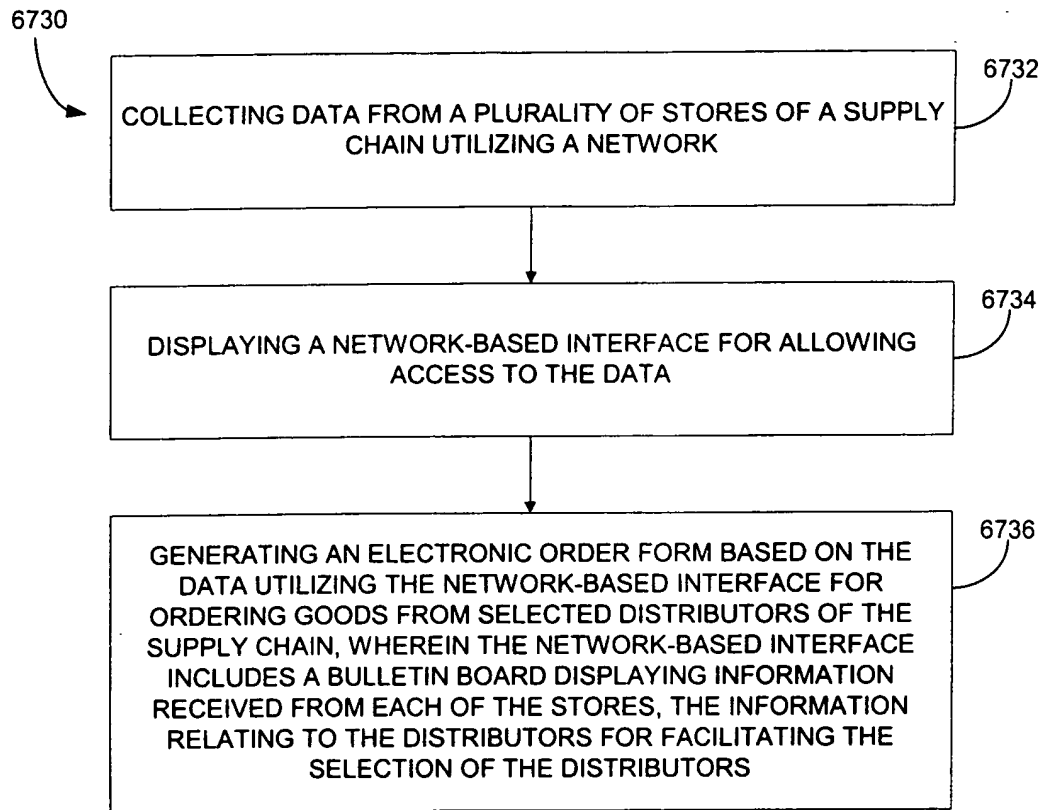 6730
6732
COLLECTING DATA FROM A PLURALITY OF STORES OF A SUPPLY
CHAIN UTILIZING A NETWORK
6734
DISPLAYING A NETWORK-BASED INTERFACE FOR ALLOWING
ACCESS TO THE DATA
6736
GENERATING AN ELECTRONIC ORDER FORM BASED ON THE
DATA UTILIZING THE NETWORK-BASED INTERFACE FOR
ORDERING GOODS FROM SELECTED DISTRIBUTORS OF THE
SUPPLY CHAIN, WHEREIN THE NETWORK-BASED INTERFACE
INCLUDES A BULLETIN BOARD DISPLAYING INFORMATION
RECEIVED FROM EACH OF THE STORES, THE INFORMATION
RELATING TO THE DISTRIBUTORS FOR FACILITATING THE
SELECTION OF THE DISTRIBUTORS